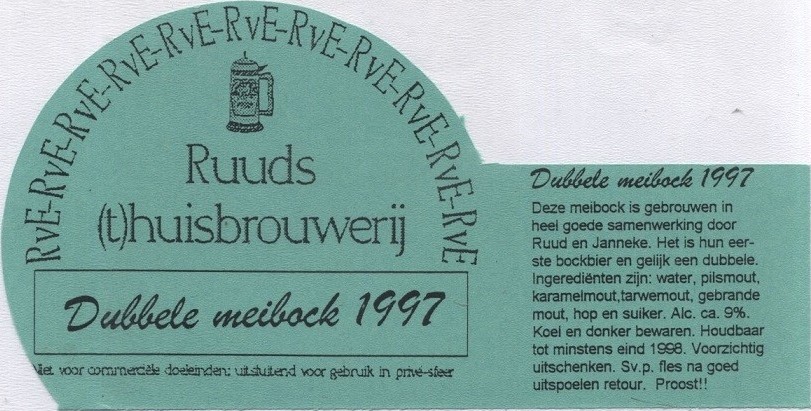 RvE-RvE-RvE-RvE-RvE-RvE-RvE-RvE-RvE-RvE-RvE
Ruuds
(t)huisbrouwerij
Dubbele meibock 1997
Niet voor commerciële doeleinden; uitsluitend voor gebruik in privé-sfeer
Dubbele meibock 1997
Deze meibock is gebrouwen in
heel goede samenwerking door
Ruud en Janneke. Het is hun eer-
ste bockbier en gelijk een dubbele.
Ingerediënten zijn: water, pilsmout,
karamelmout,tarwemout, gebrande
mout, hop en suiker. Alc. ca. 9%.
Koel en donker bewaren. Houdbaar
tot minstens eind 1998. Voorzichtig
uitschenken. Sv.p. fles na goed
uitspoelen retour. Proost!!